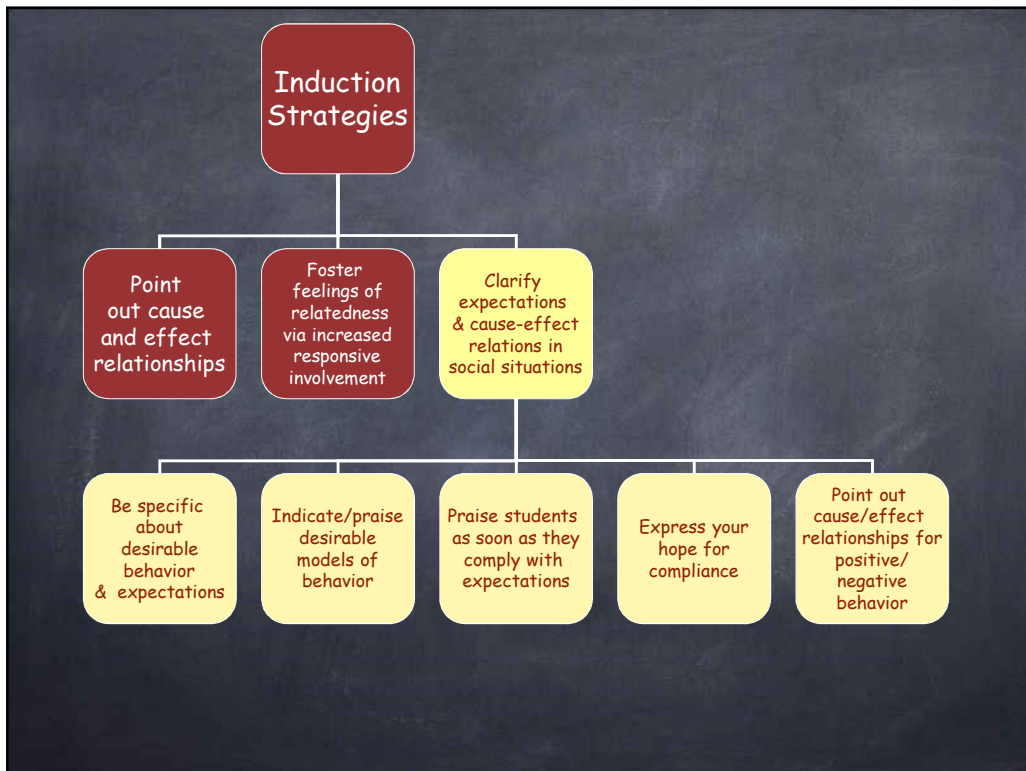 Induction
Strategies
Point
out cause
and effect
relationships
Foster
feelings of
relatedness
via increased
responsive
involvement
Clarify
expectations
& cause-effect
relations in
social situations
Be specific
about
desirable
behavior
& expectations
Indicate/praise
desirable
models of
behavior
Praise students
as soon as they
comply with
expectations
Express your
hope for
compliance
Point out
cause/effect
relationships for
positive/
negative
behavior